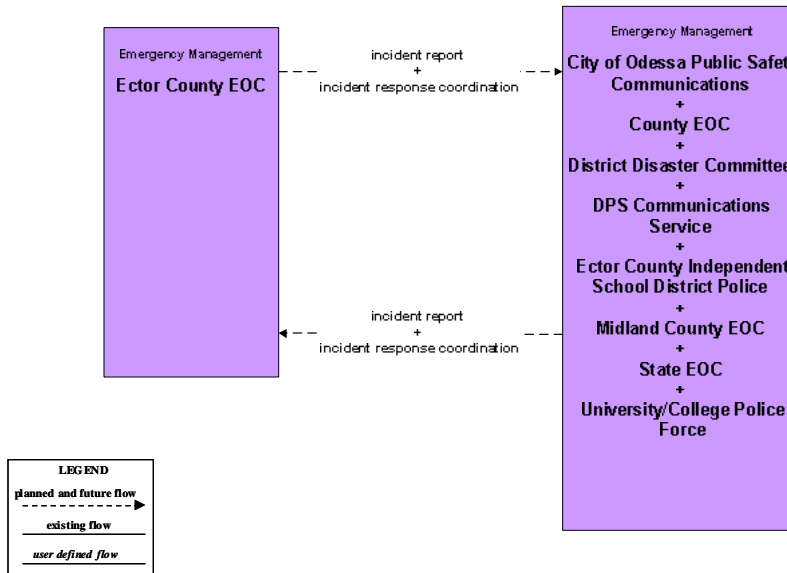 Emergency Management
Ector County EOC
incident report
+
incident response coordination
incident report
+
incident response coordination
Emergency Management
City of Odessa Public Safet
Communications
+
County EOC
+
District Disaster Committee
+
DPS Communications
Service
+
Ector County Independent
School District Police
+
Midland County EOC
+
State EOC
+
University/College Police
Force
LEGEND
planned and future flow
existing flow
user defined flow